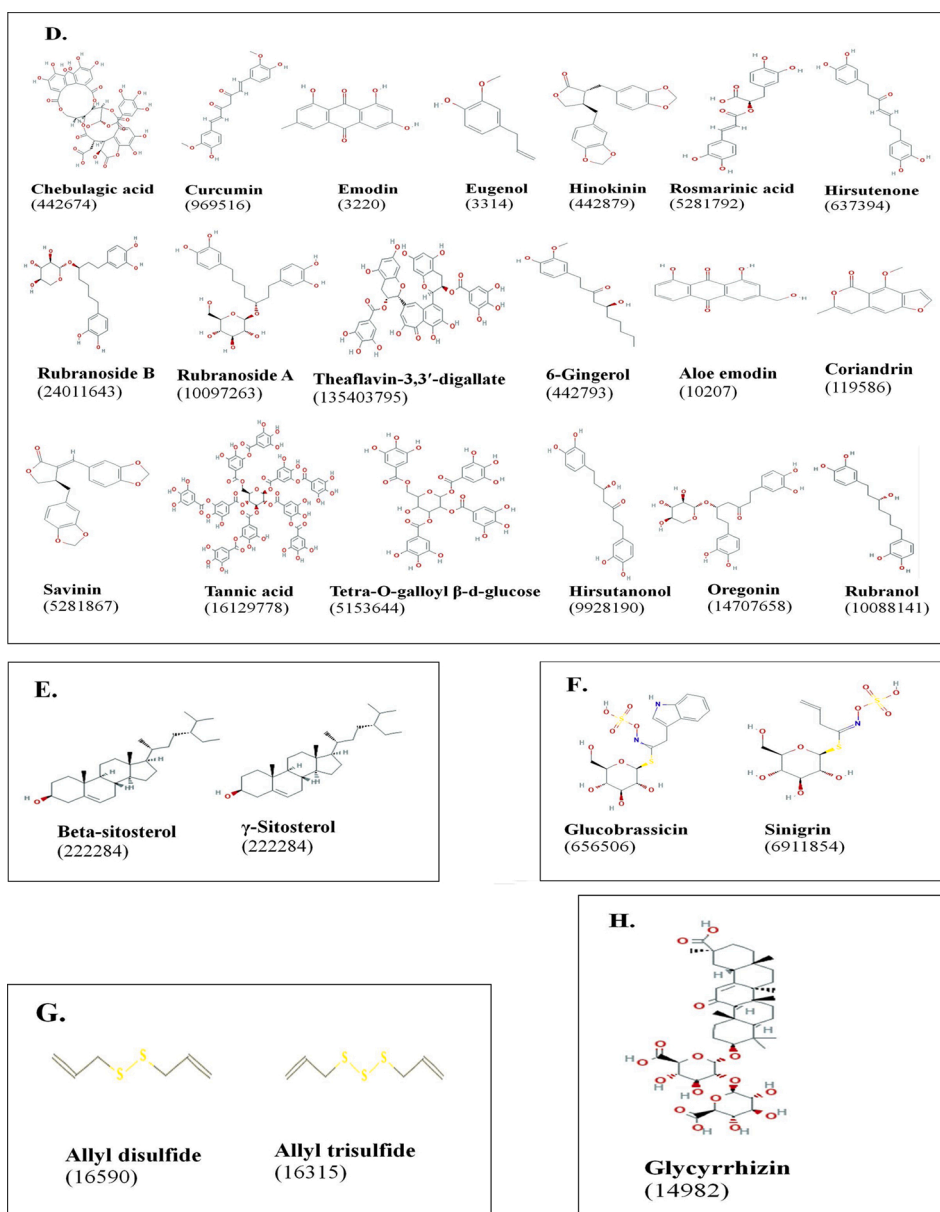 D.
Chebulagic acid
(442674)
Curcumin
(969516)
Emodin
(3220)
Eugenol
(3314)
Hinokinin
(442879)
Rosmarinic acid
(5281792)
Hirsutenone
(637394)
Rubranoside B
(24011643)
Rubranoside A
(10097263)
Theaflavin-3,3′-digallate
(135403795)
6-Gingerol
(442793)
Aloe emodin
(10207)
Coriandrin
(119586)
Savinin
(5281867)
Tannic acid
(16129778)
Tetra-O-galloyl β-d-glucose
(5153644)
Hirsutanonol
(9928190)
Oregonin
(14707658)
Rubranol
(10088141)
E.
Beta-sitosterol
(222284)
γ-Sitosterol
(222284)
F.
Glucobrassicin
(656506)
Sinigrin
(6911854)
G.
S
S
Allyl disulfide
(16590)
S
S
S
Allyl trisulfide
(16315)
H.
Glycyrrhizin
(14982)